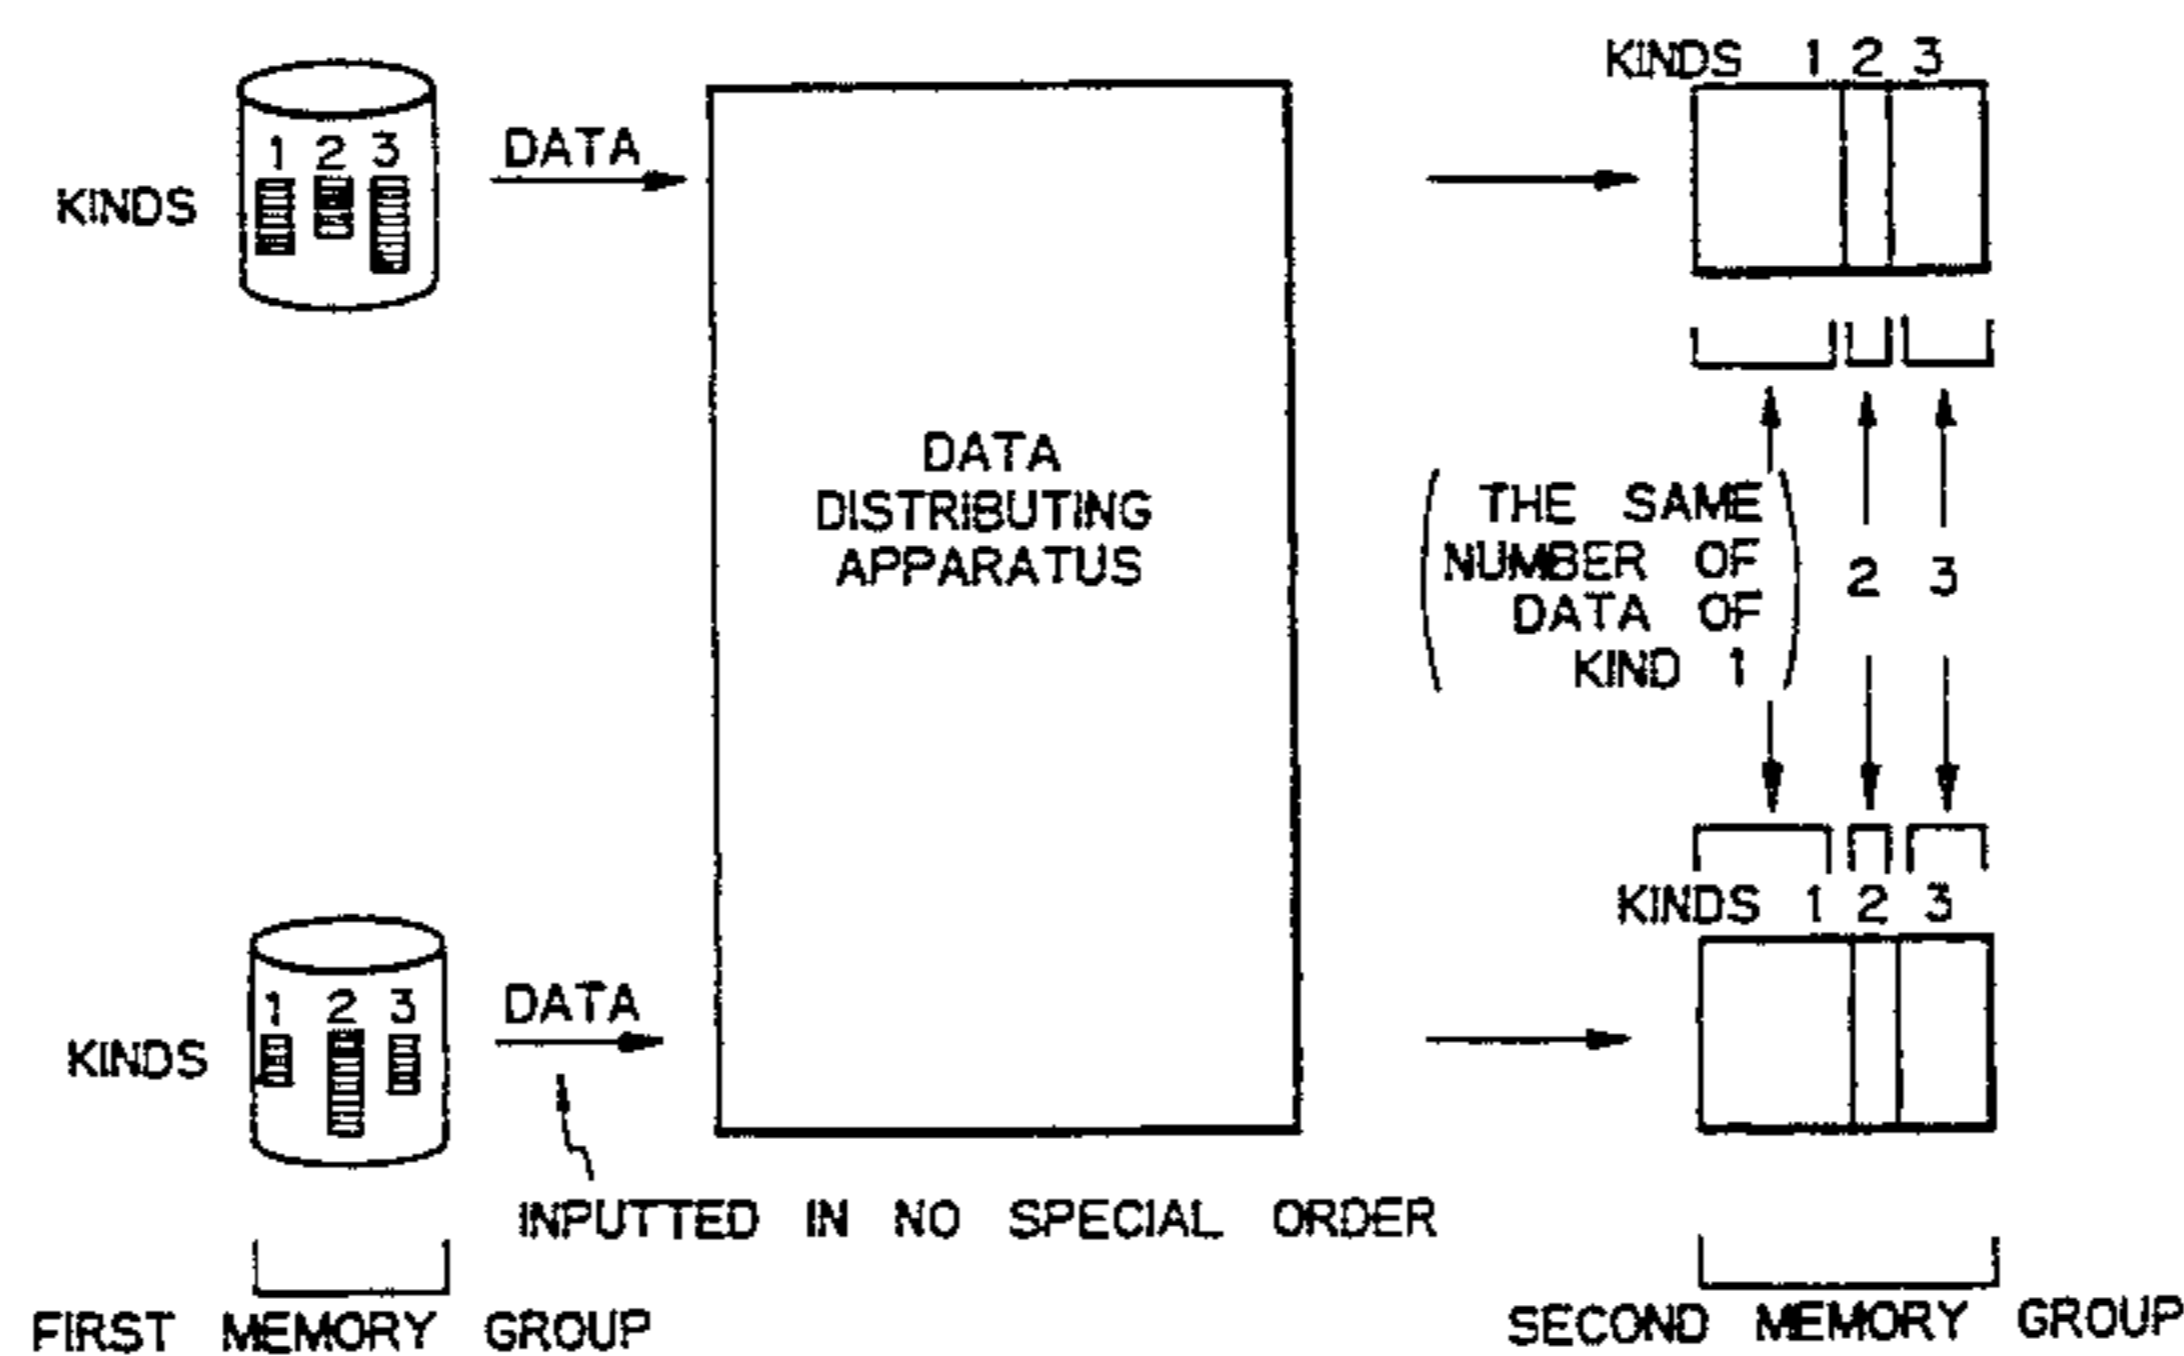 KINDS 1 2 3
1 2 3
DATA
KINDS
DATA
DISTRIBUTING
APPARATUS
THE SAME
NUMBER OF
DATA OF
KIND 1
2 3
KINDS 1 2 3
1 2 3
DATA
KINDS
INPUTTED IN NO SPECIAL ORDER
FIRST MEMORY GROUP
SECOND MEMORY GROUP